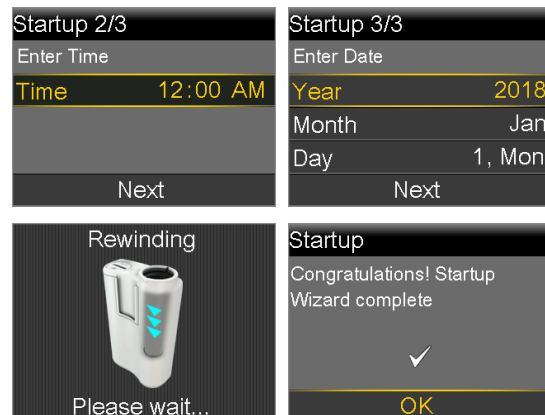 Startup 2/3
Enter Time
Time 12:00 AM
Next
Startup 3/3
Enter Date
Year 2018
Month Jan
Day 1, Mon
Next
Rewinding
Please wait...
Startup
Congratulations! Startup
Wizard complete
OK